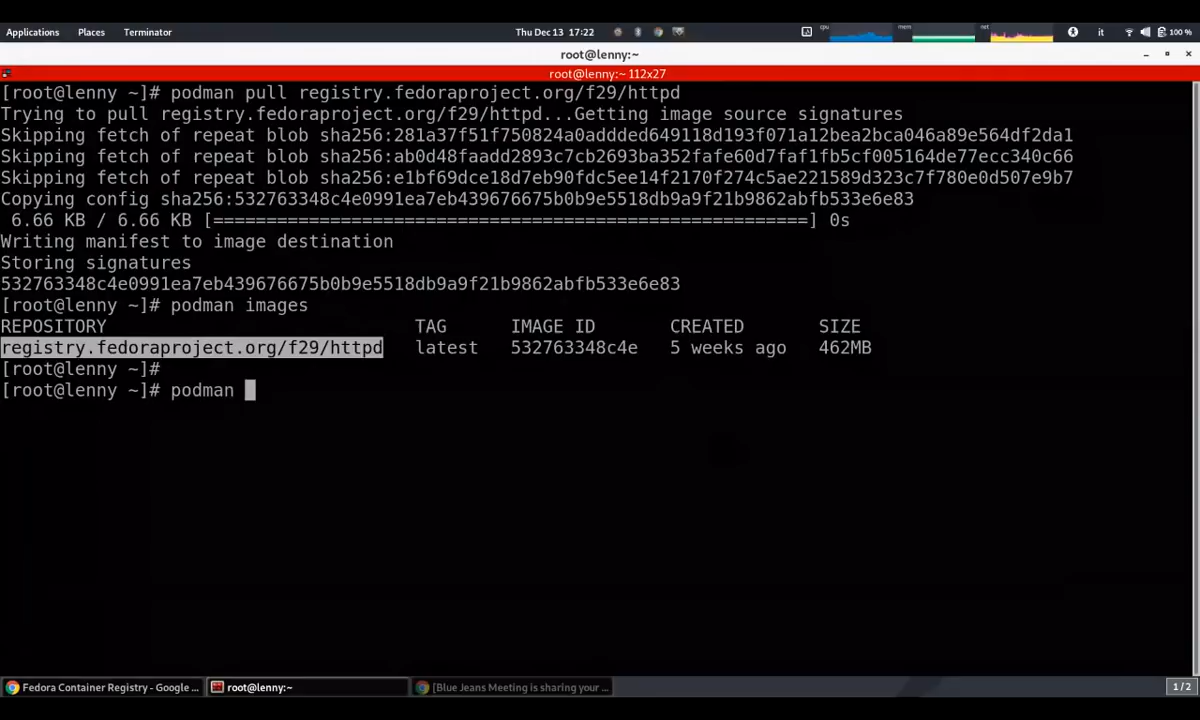 Applications Places Terminator Thu Dec 13 17:22 cpu mem net it 100 %
root@lenny:~
root@lenny:~ 112x27
[root@lenny ~]# podman pull registry.fedoraproject.org/f29/httpd
Trying to pull registry.fedoraproject.org/f29/httpd...Getting image source signatures
Skipping fetch of repeat blob sha256:281a37f51f750824a0addded649118d193f071a12bea2bca046a89e564df2da1
Skipping fetch of repeat blob sha256:ab0d48faadd2893c7cb2693ba352fafe60d7faf1fb5cf005164de77ecc340c66
Skipping fetch of repeat blob sha256:e1bf69dce18d7eb90fdc5ee14f2170f274c5ae221589d323c7f780e0d507e9b7
Copying config sha256:532763348c4e0991ea7eb439676675b0b9e5518db9a9f21b9862abfb533e6e83
6.66 KB / 6.66 KB [========================================================] 0s
Writing manifest to image destination
Storing signatures
532763348c4e0991ea7eb439676675b0b9e5518db9a9f21b9862abfb533e6e83
[root@lenny ~]# podman images
REPOSITORY TAG IMAGE ID CREATED SIZE
registry.fedoraproject.org/f29/httpd latest 532763348c4e 5 weeks ago 462MB
[root@lenny ~]#
[root@lenny ~]# podman
Fedora Container Registry - Google ... root@lenny:~ [Blue Jeans Meeting is sharing your ... 1/2